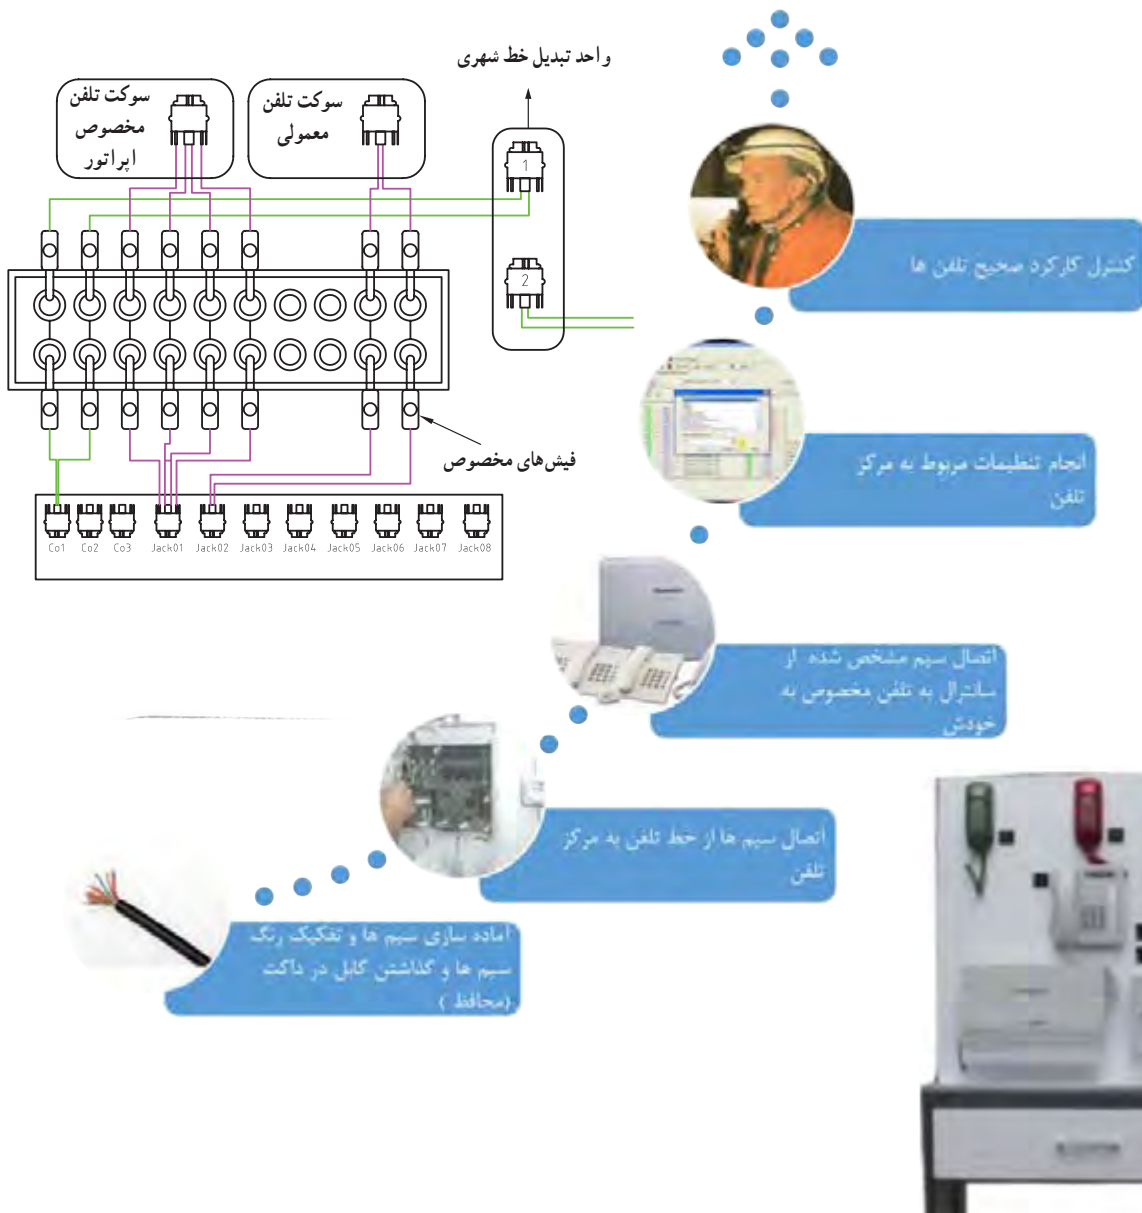 واحد تبدیل خط شهری
سوکت تلفن
مخصوص
اپراتور
سوکت تلفن
معمولی
1
2
فیش‌های مخصوص
Co1 Co2 Co3 Jack01 Jack02 Jack03 Jack04 Jack05 Jack06 Jack07 Jack08
کنترل کارکرد صحیح تلفن ها
انجام تنظیمات مربوط به مرکز
تلفن
اتصال سیم مشخص شده از
سانترال به تلفن مخصوص به
خودش
اتصال سیم ها از خط تلفن به مرکز
تلفن
آماده سازی سیم ها و تفکیک رنگ
سیم ها و گذاشتن کابل در داکت
(محافظ )